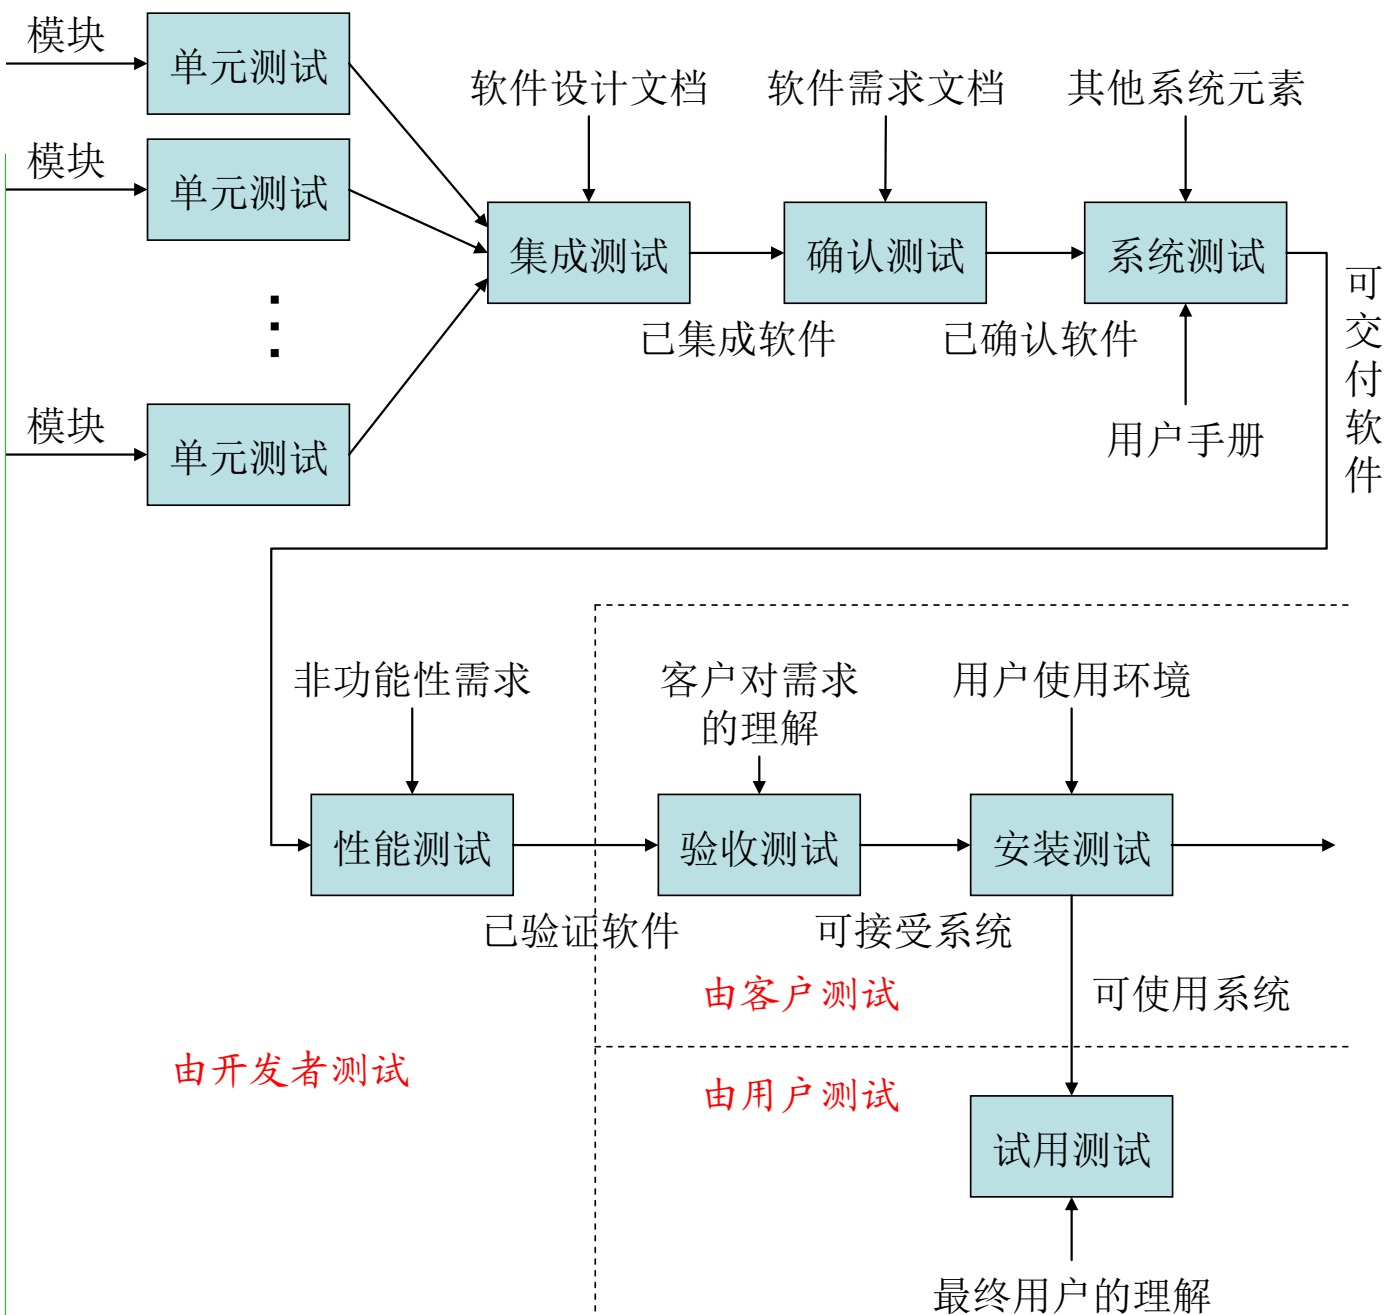 模块
单元测试
模块
单元测试
模块
单元测试
软件设计文档
软件需求文档
其他系统元素
集成测试
确认测试
系统测试
已集成软件
已确认软件
用户手册
可交付软件
非功能性需求
客户对需求
的理解
用户使用环境
性能测试
验收测试
安装测试
已验证软件
可接受系统
由客户测试
可使用系统
由开发者测试
由用户测试
试用测试
最终用户的理解